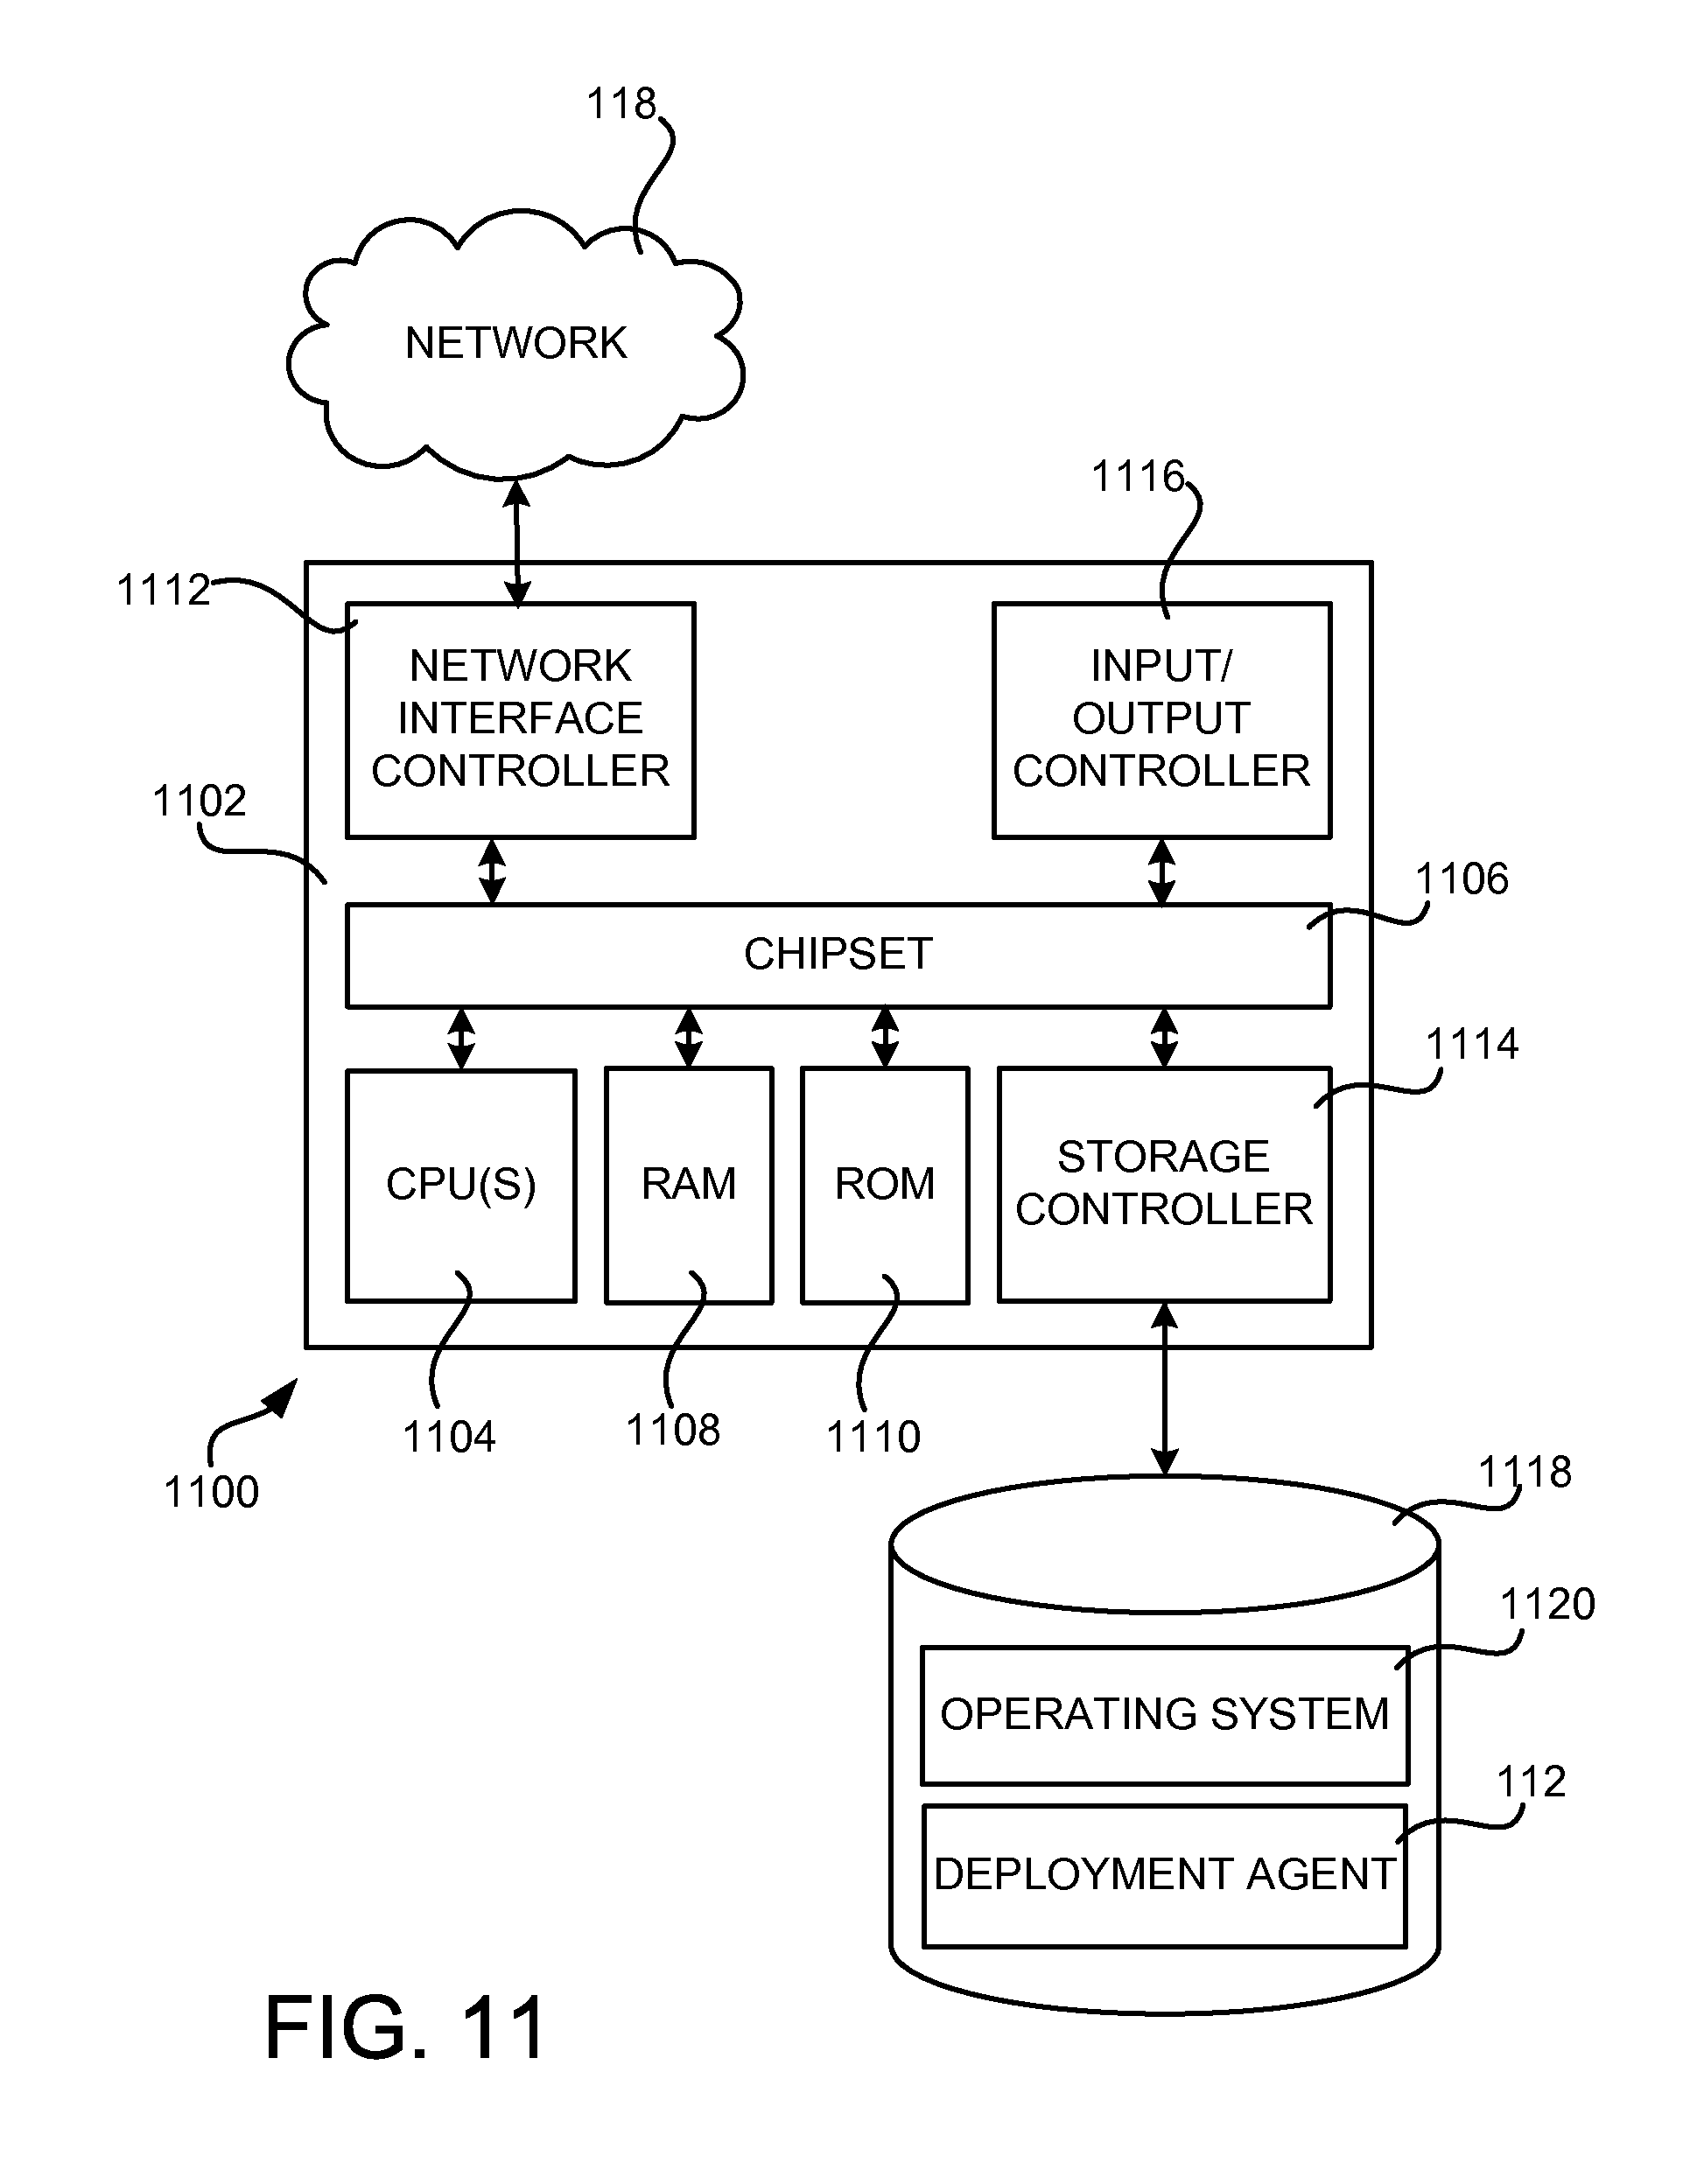 118
NETWORK
1116
1112
NETWORK
INTERFACE
CONTROLLER
INPUT/
OUTPUT
CONTROLLER
1102
1106
CHIPSET
1114
CPU(S)
RAM
ROM
STORAGE
CONTROLLER
1104
1108
1110
1100
1118
1120
OPERATING SYSTEM
112
DEPLOYMENT AGENT
FIG. 11